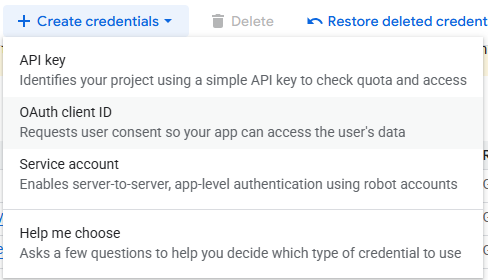 + Create credentials
Delete
Restore deleted credent
API key
Identifies your project using a simple API key to check quota and access
OAuth client ID
Requests user consent so your app can access the user's data
Service account
Enables server-to-server, app-level authentication using robot accounts
Help me choose
Asks a few questions to help you decide which type of credential to use